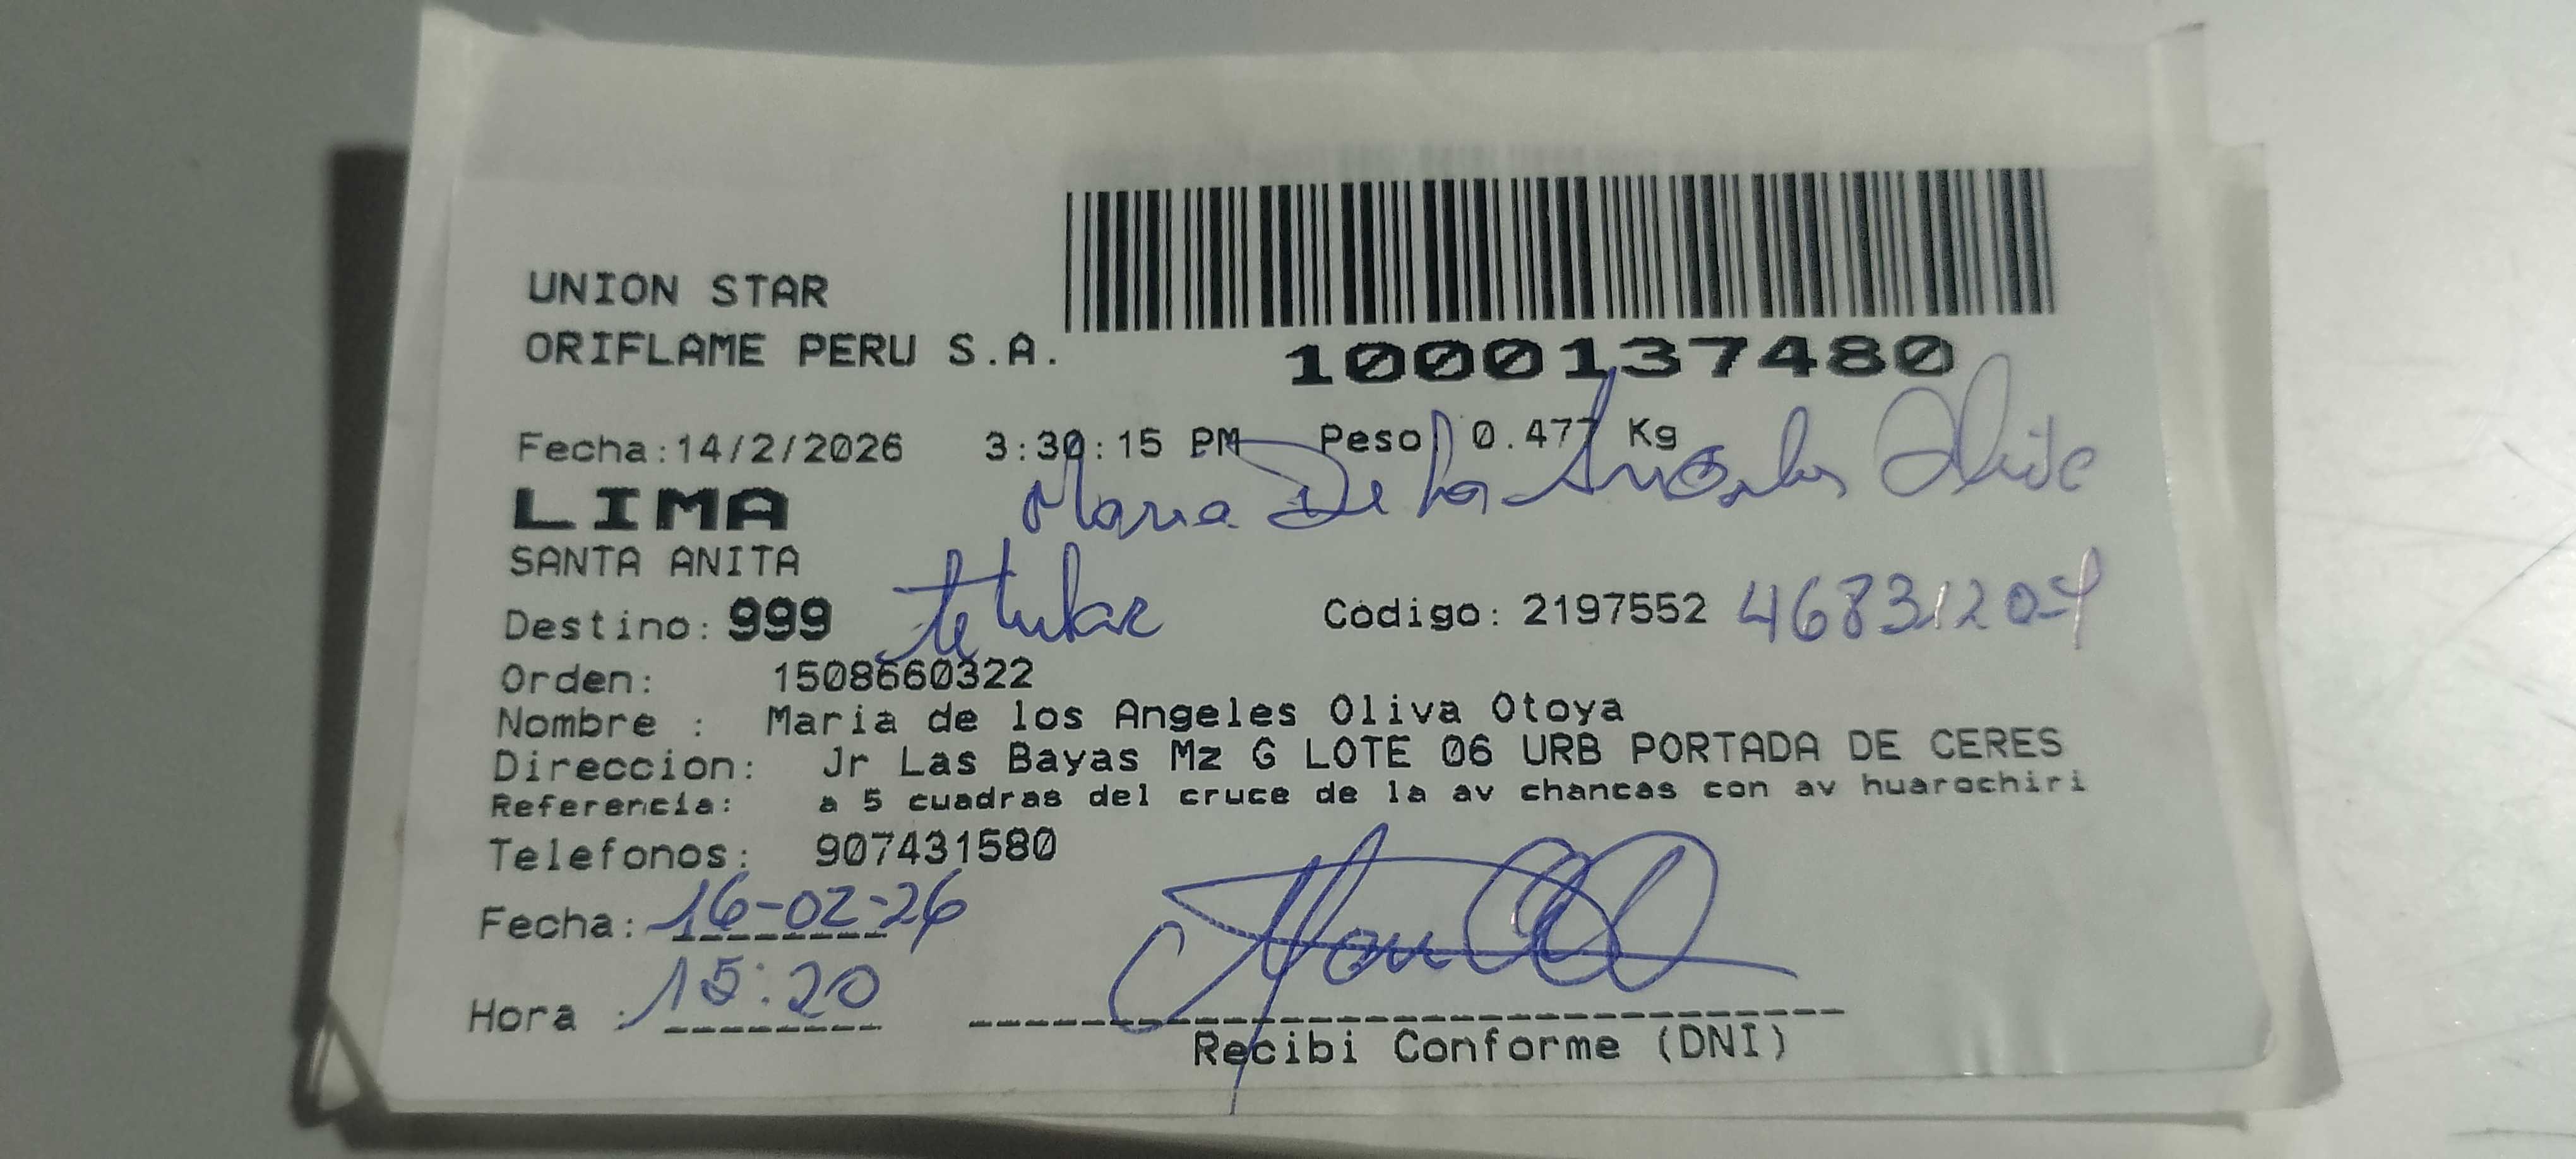 UNION STAR
ORIFLAME PERU S.A.
1000137480
Fecha:14/2/2026 3:30:15 PM Peso 0.477 Kg
LIMA
Maria De Los Angeles
SANTA ANITA
titular
Destino: 999 Código: 2197552
Orden: 1508660322
Nombre : Maria de los Angeles Oliva Otoya
Direccion: Jr Las Bayas Mz G LOTE 06 URB PORTADA DE CERES
Referencia: a 5 cuadras del cruce de la av chancas con av huarochiri
Telefonos: 907431580
Fecha: 16-02-26
Hora : 15:20
Recibi Conforme (DNI)